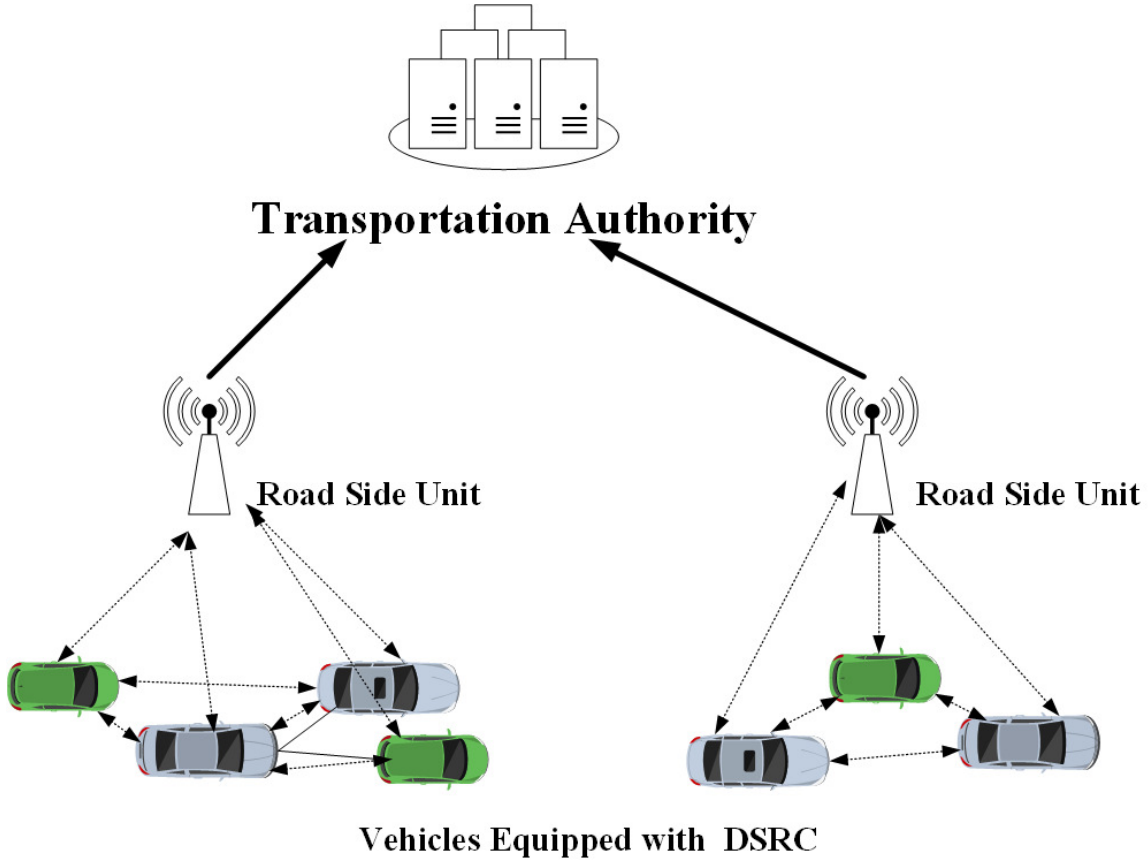 Transportation Authority
Road Side Unit
Road Side Unit
Vehicles Equipped with DSRC